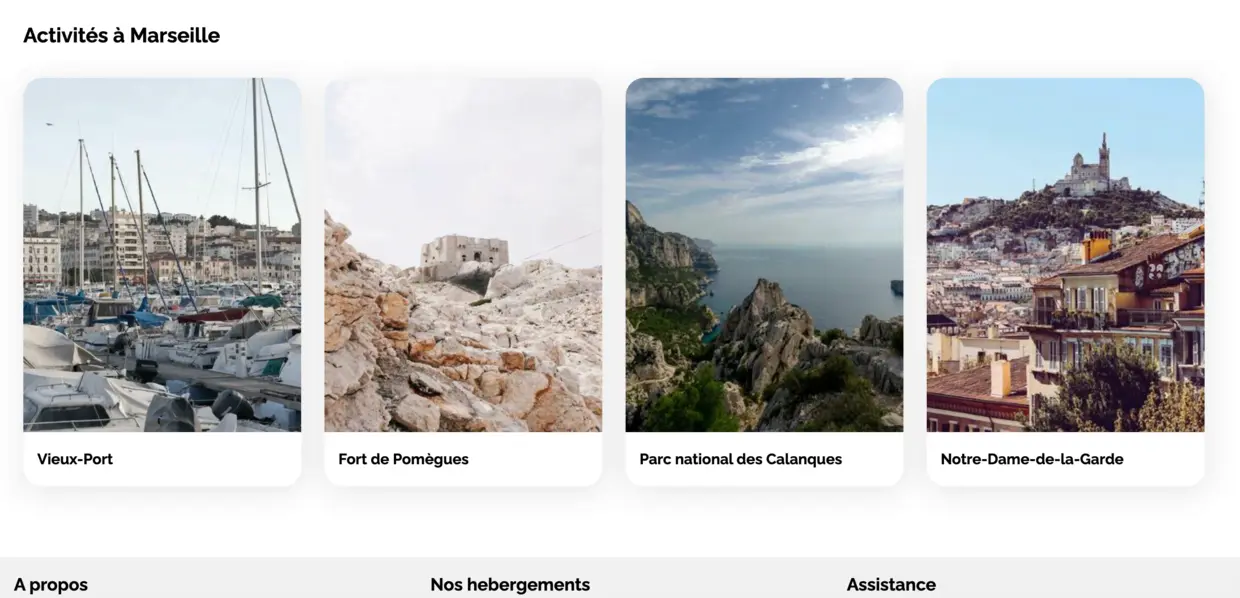 Activités à Marseille
Vieux-Port
Fort de Pomègues
Parc national des Calanques
Notre-Dame-de-la-Garde
A propos
Nos hebergements
Assistance